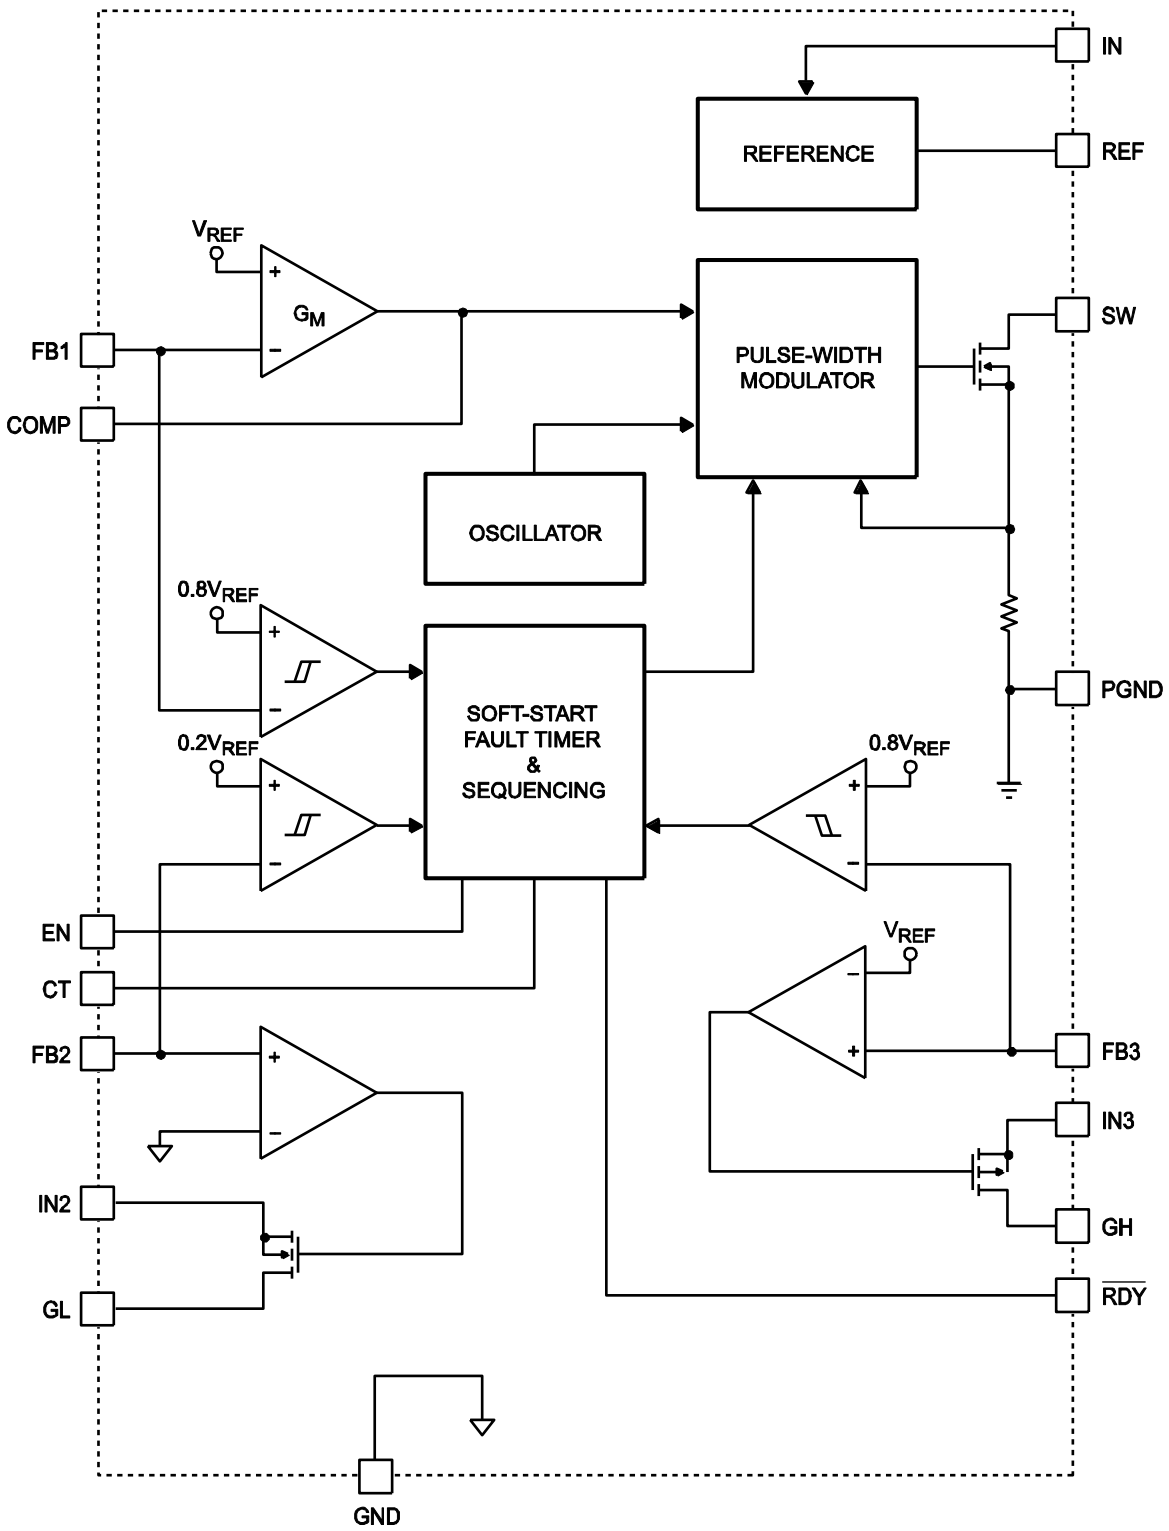 IN
REFERENCE
REF
VREF
+
GM
−
FB1
COMP
PULSE-WIDTH
MODULATOR
SW
OSCILLATOR
0.8VREF
+
−
SOFT-START
FAULT TIMER
&
SEQUENCING
PGND
0.2VREF
+
−
0.8VREF
+
−
EN
CT
FB2
+
−
VREF
−
+
FB3
IN3
IN2
GH
GL
RDY
GND